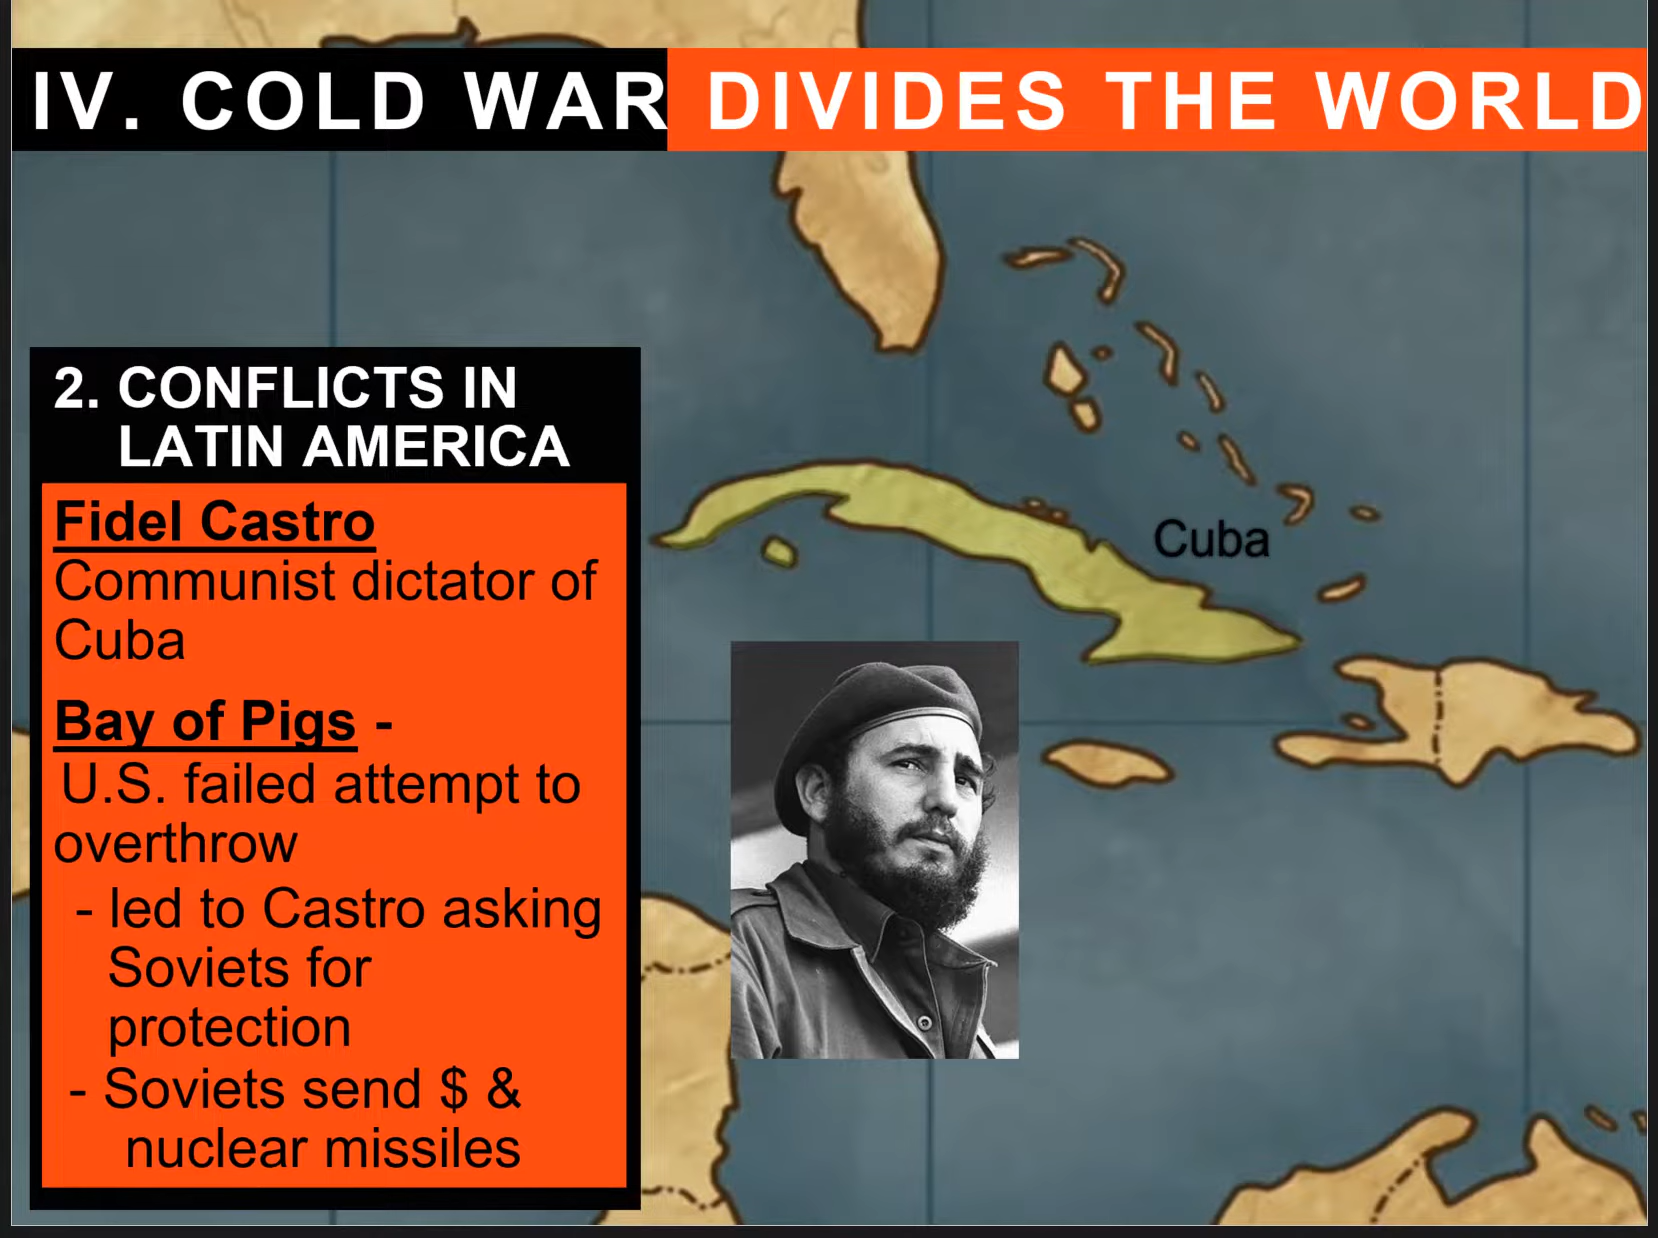 IV. COLD WAR DIVIDES THE WORLD
2. CONFLICTS IN
LATIN AMERICA
Fidel Castro
Communist dictator of
Cuba
Bay of Pigs -
U.S. failed attempt to
overthrow
- led to Castro asking
Soviets for
protection
- Soviets send $ &
nuclear missiles
Cuba